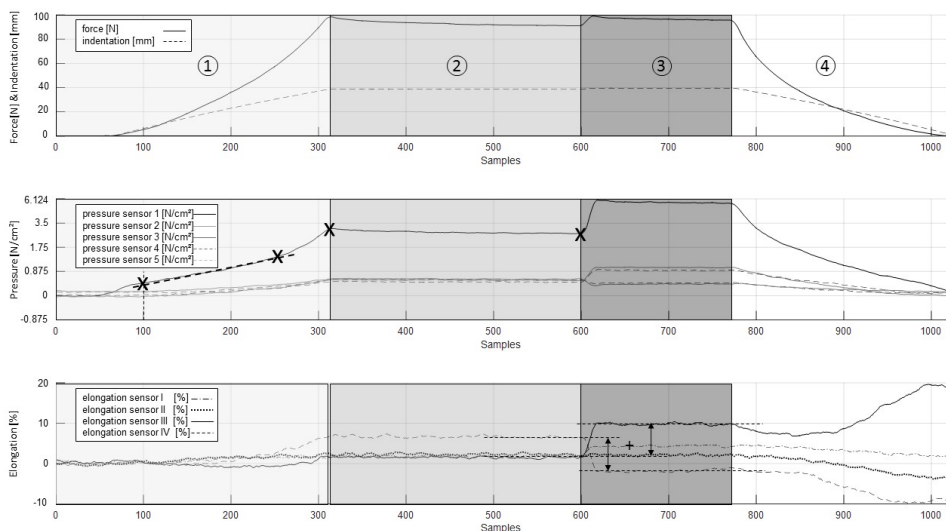 100
80
60
40
20
0
Force[N] & Indentation [mm]
force [N]
indentation [mm]
1
2
3
4
0 100 200 300 400 500 600 700 800 900 1000
Samples
6.124
3.5
1.75
0.875
0
-0.875
Pressure [N/cm²]
pressure sensor 1 [N/cm²]
pressure sensor 2 [N/cm²]
pressure sensor 3 [N/cm²]
pressure sensor 4 [N/cm²]
pressure sensor 5 [N/cm²]
X X X X
0 100 200 300 400 500 600 700 800 900 1000
Samples
20
10
0
-10
Elongation [%]
elongation sensor I [%]
elongation sensor II [%]
elongation sensor III [%]
elongation sensor IV [%]
+
0 100 200 300 400 500 600 700 800 900 1000
Samples